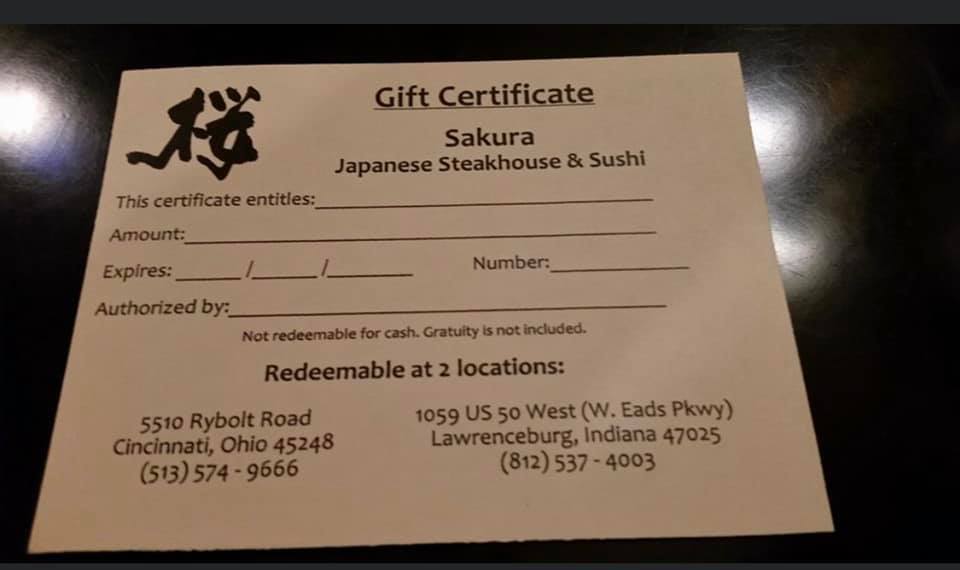 桜
Gift Certificate
Sakura
Japanese Steakhouse & Sushi
This certificate entitles:
Amount:
Expires: / /
Number:
Authorized by:
Not redeemable for cash. Gratuity is not included.
Redeemable at 2 locations:
5510 Rybolt Road
Cincinnati, Ohio 45248
(513) 574 - 9666
1059 US 50 West (W. Eads Pkwy)
Lawrenceburg, Indiana 47025
(812) 537 - 4003